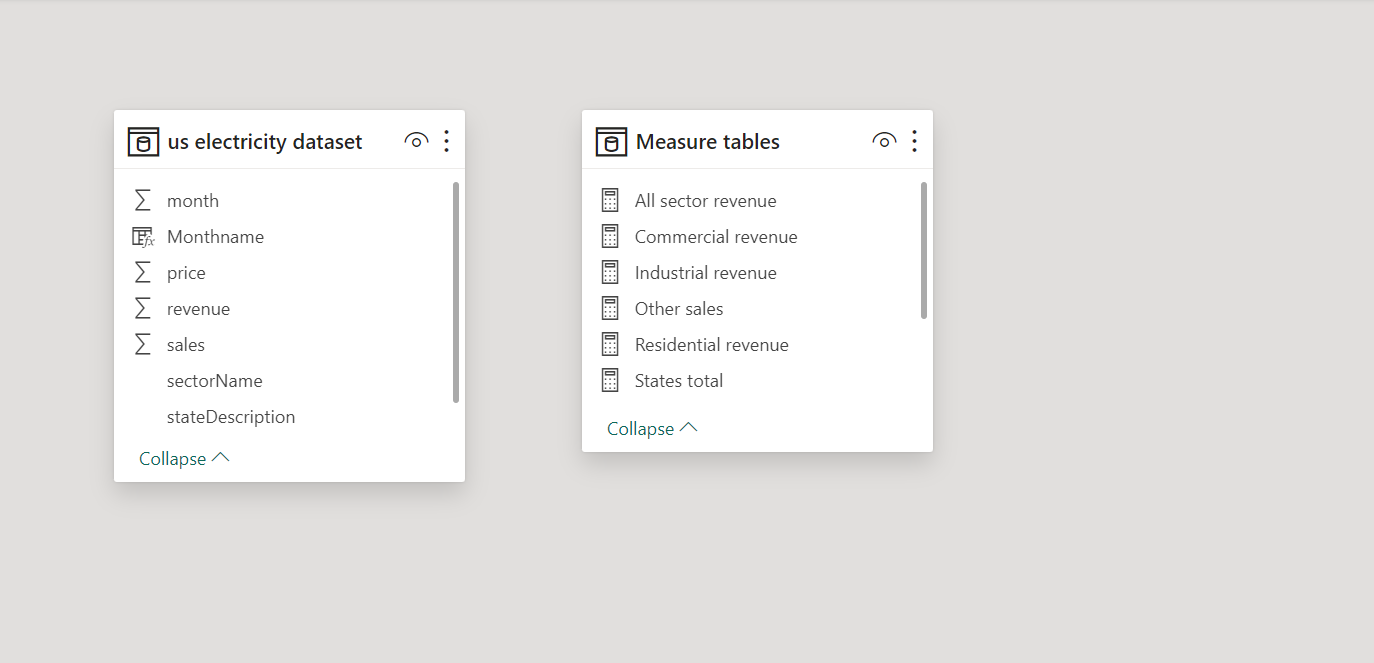 us electricity dataset
month
Monthname
price
revenue
sales
sectorName
stateDescription
Collapse
Measure tables
All sector revenue
Commercial revenue
Industrial revenue
Other sales
Residential revenue
States total
Collapse